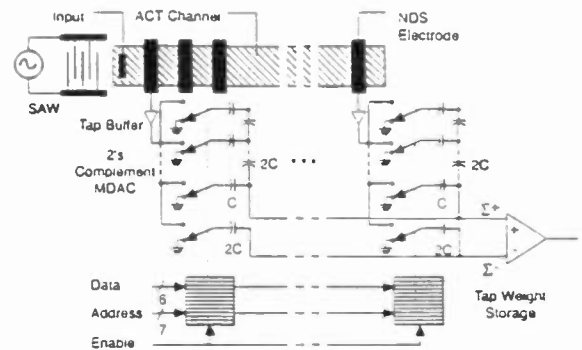 Input
ACT Channel
NDS
Electrode
SAW
Tap Buffer
2's
Complement
MDAC
2C
2C
C
C
2C
2C
Σ+
+
-
Σ-
Data
6
Address
7
Enable
Tap Weight
Storage